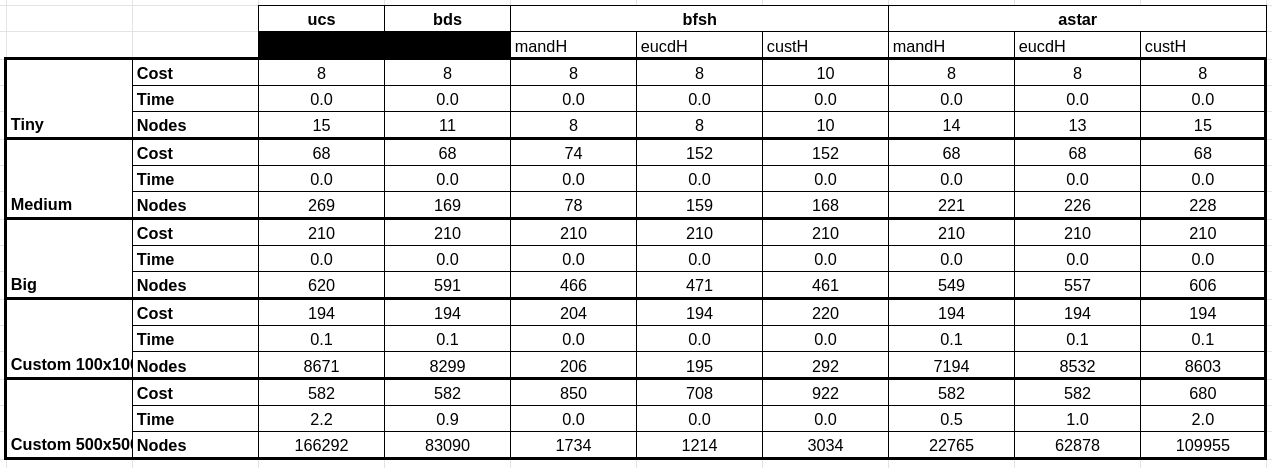 ucs bds bfsh astar
mandH eucdH custH mandH eucdH custH
Cost 8 8 8 8 10 8 8 8
Time 0.0 0.0 0.0 0.0 0.0 0.0 0.0 0.0
Tiny Nodes 15 11 8 8 10 14 13 15
Cost 68 68 74 152 152 68 68 68
Time 0.0 0.0 0.0 0.0 0.0 0.0 0.0 0.0
Medium Nodes 269 169 78 159 168 221 226 228
Cost 210 210 210 210 210 210 210 210
Time 0.0 0.0 0.0 0.0 0.0 0.0 0.0 0.0
Big Nodes 620 591 466 471 461 549 557 606
Cost 194 194 204 194 220 194 194 194
Time 0.1 0.1 0.0 0.0 0.0 0.1 0.1 0.1
Custom 100x100 Nodes 8671 8299 206 195 292 7194 8532 8603
Cost 582 582 850 708 922 582 582 680
Time 2.2 0.9 0.0 0.0 0.0 0.5 1.0 2.0
Custom 500x500 Nodes 166292 83090 1734 1214 3034 22765 62878 109955